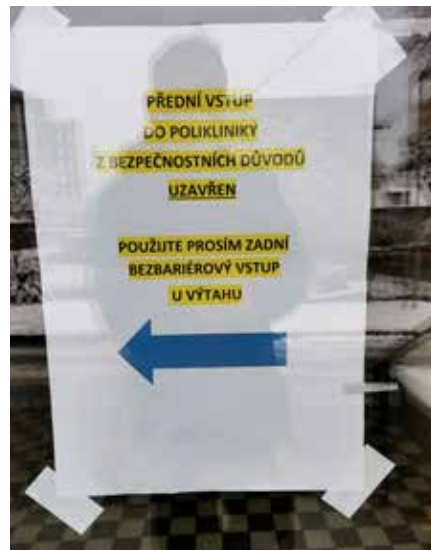 PŘEDNÍ VSTUP
DO POLIKLINIKY
Z BEZPEČNOSTNÍCH DŮVODŮ
UZAVŘEN
POUŽIJTE PROSÍM ZADNÍ
BEZBARIÉROVÝ VSTUP
U VÝTAHU